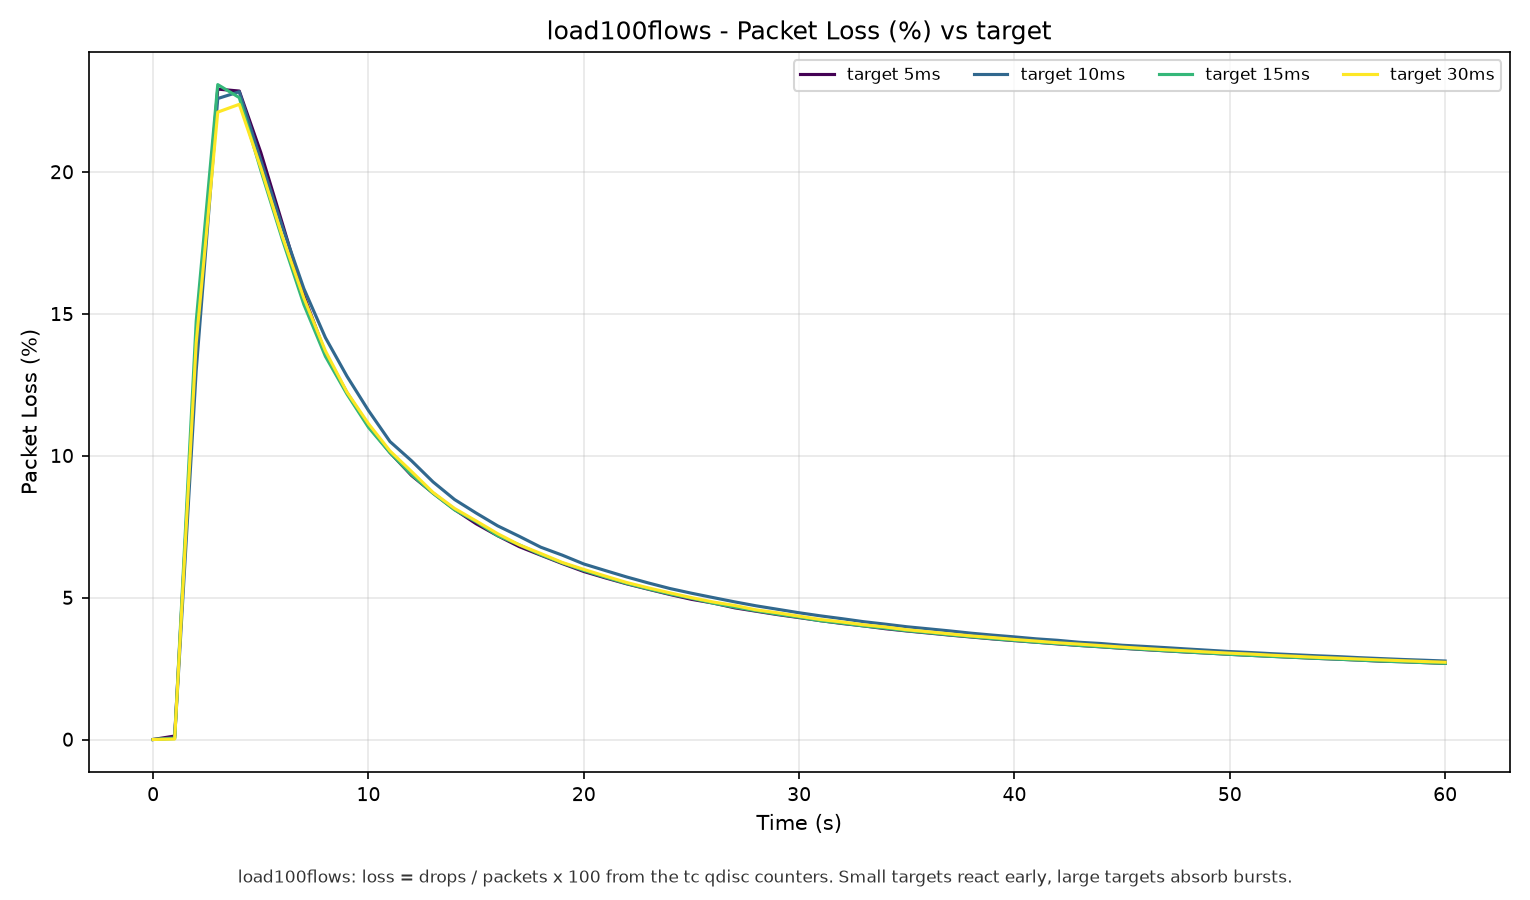 load100flows - Packet Loss (%) vs target
target 5ms target 10ms target 15ms target 30ms
Packet Loss (%)
20
15
10
5
0
0 10 20 30 40 50 60
Time (s)
load100flows: loss = drops / packets x 100 from the tc qdisc counters. Small targets react early, large targets absorb bursts.